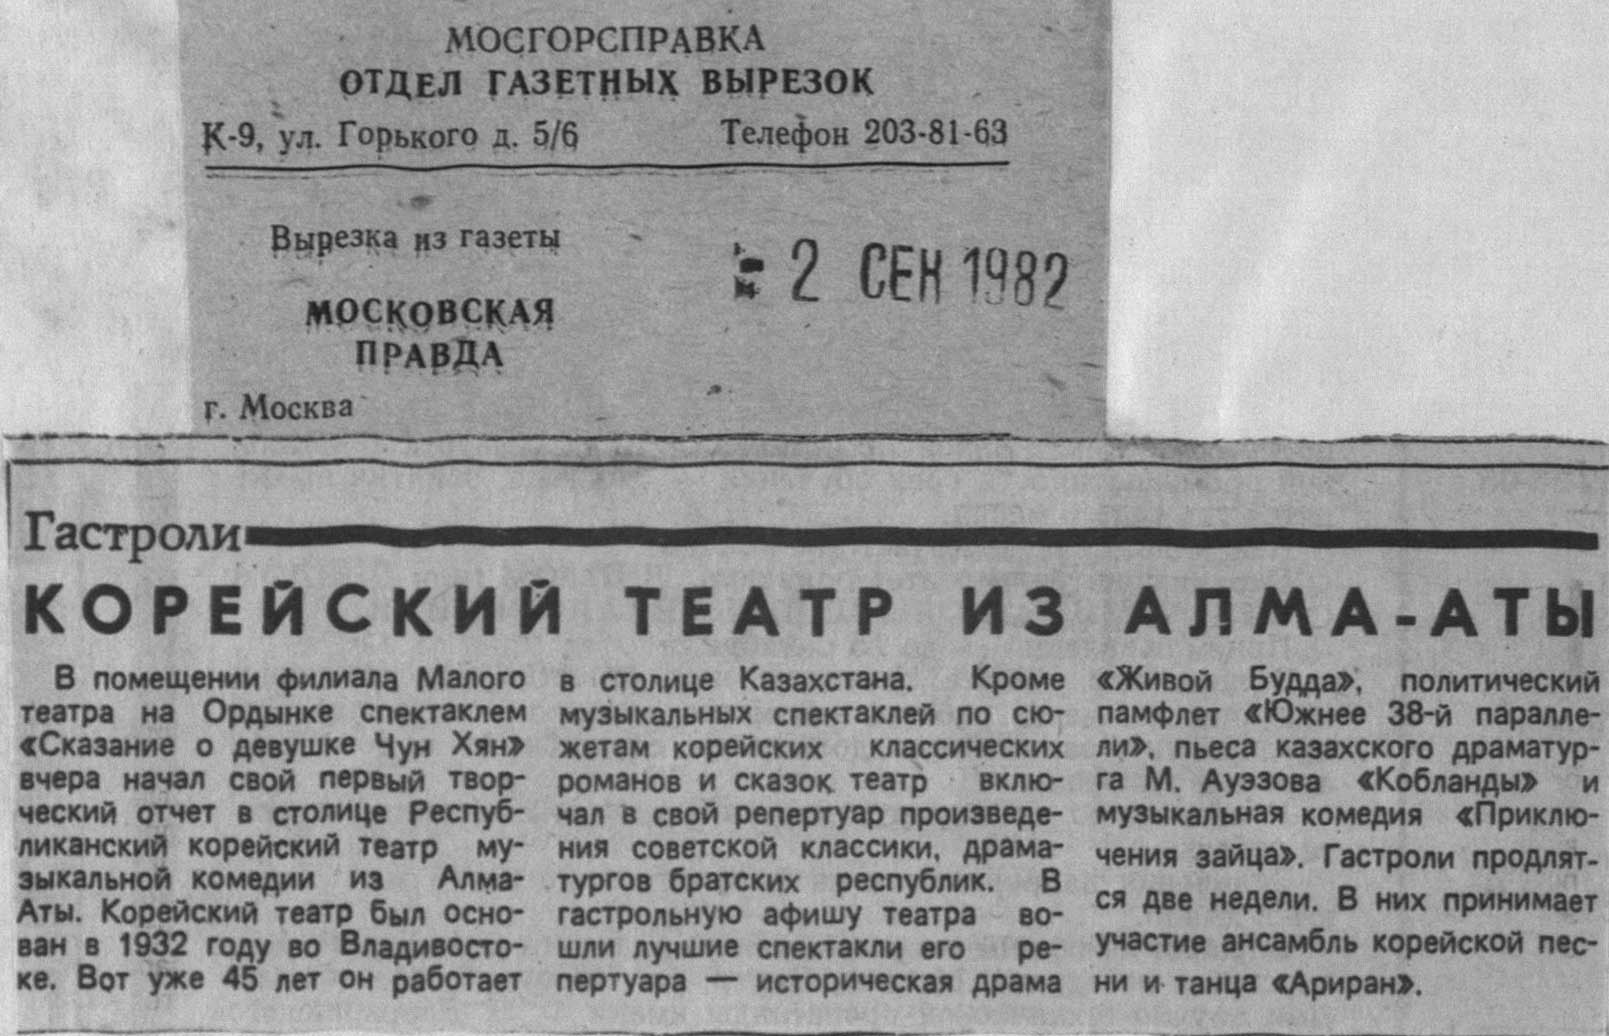 МОСГОРСПРАВКА
ОТДЕЛ ГАЗЕТНЫХ ВЫРЕЗОК
К-9, ул. Горького д. 5/6 Телефон 203-81-63
Вырезка из газеты
- 2 СЕН 1982
МОСКОВСКАЯ
ПРАВДА
г. Москва
Гастроли
КОРЕЙСКИЙ ТЕАТР ИЗ АЛМА-АТЫ
В помещении филиала Малого
театра на Ордынке спектаклем
«Сказание о девушке Чун Хян»
вчера начал свой первый твор-
ческий отчет в столице Респуб-
ликанский корейский театр му-
зыкальной комедии из Алма-
Аты. Корейский театр был осно-
ван в 1932 году во Владивосто-
ке. Вот уже 45 лет он работает
в столице Казахстана. Кроме
музыкальных спектаклей по сю-
жетам корейских классических
романов и сказок театр вклю-
чал в свой репертуар произведе-
ния советской классики, драма-
тургов братских республик. В
гастрольную афишу театра во-
шли лучшие спектакли его ре-
пертуара — историческая драма
«Живой Будда», политический
памфлет «Южнее 38-й паралле-
ли», пьеса казахского драматур-
га М. Ауэзова «Кобланды» и
музыкальная комедия «Приклю-
чения зайца». Гастроли продлят-
ся две недели. В них принимает
участие ансамбль корейской пес-
ни и танца «Ариран».